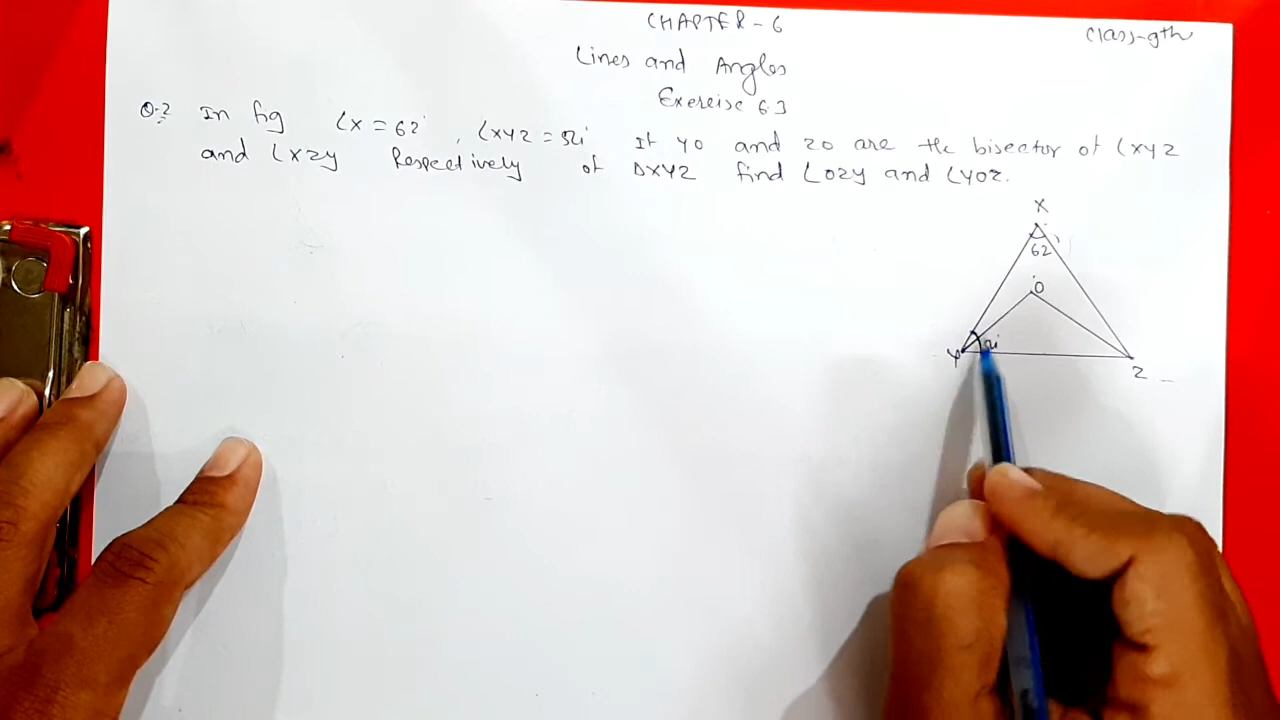 CHAPTER-6
Class-9th
Lines and Angles
Exercise 6.3
Q.2 In fig ∠X = 62°, ∠XYZ = 54° If YO and ZO are the bisector of ∠XYZ
and ∠XZY Respectively of ΔXYZ find ∠OZY and ∠YOZ.
X
62
O
Y
Z